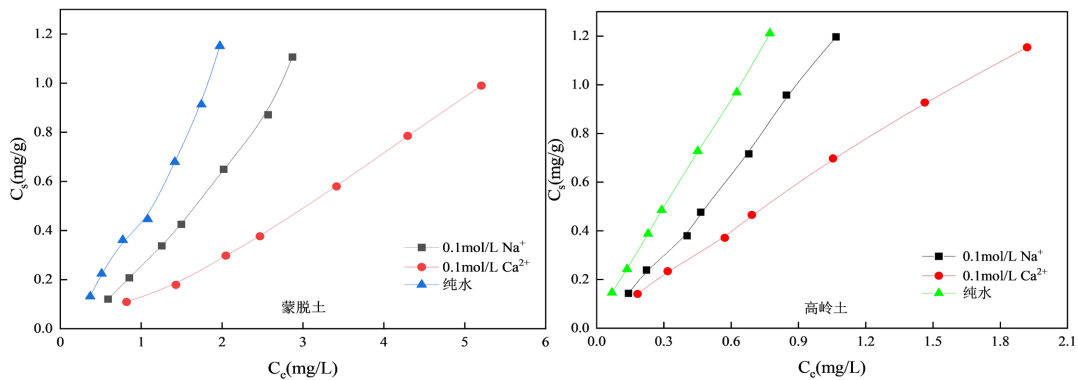 1.2
1.0
0.8
0.6
0.4
0.2
0.0
Cs(mg/g)
0.1mol/L Na⁺
0.1mol/L Ca²⁺
纯水
蒙脱土
0 1 2 3 4 5 6
Ce(mg/L)
1.2
1.0
0.8
0.6
0.4
0.2
0.0
Cs(mg/g)
0.1mol/L Na⁺
0.1mol/L Ca²⁺
纯水
高岭土
0.0 0.3 0.6 0.9 1.2 1.5 1.8 2.1
Ce(mg/L)